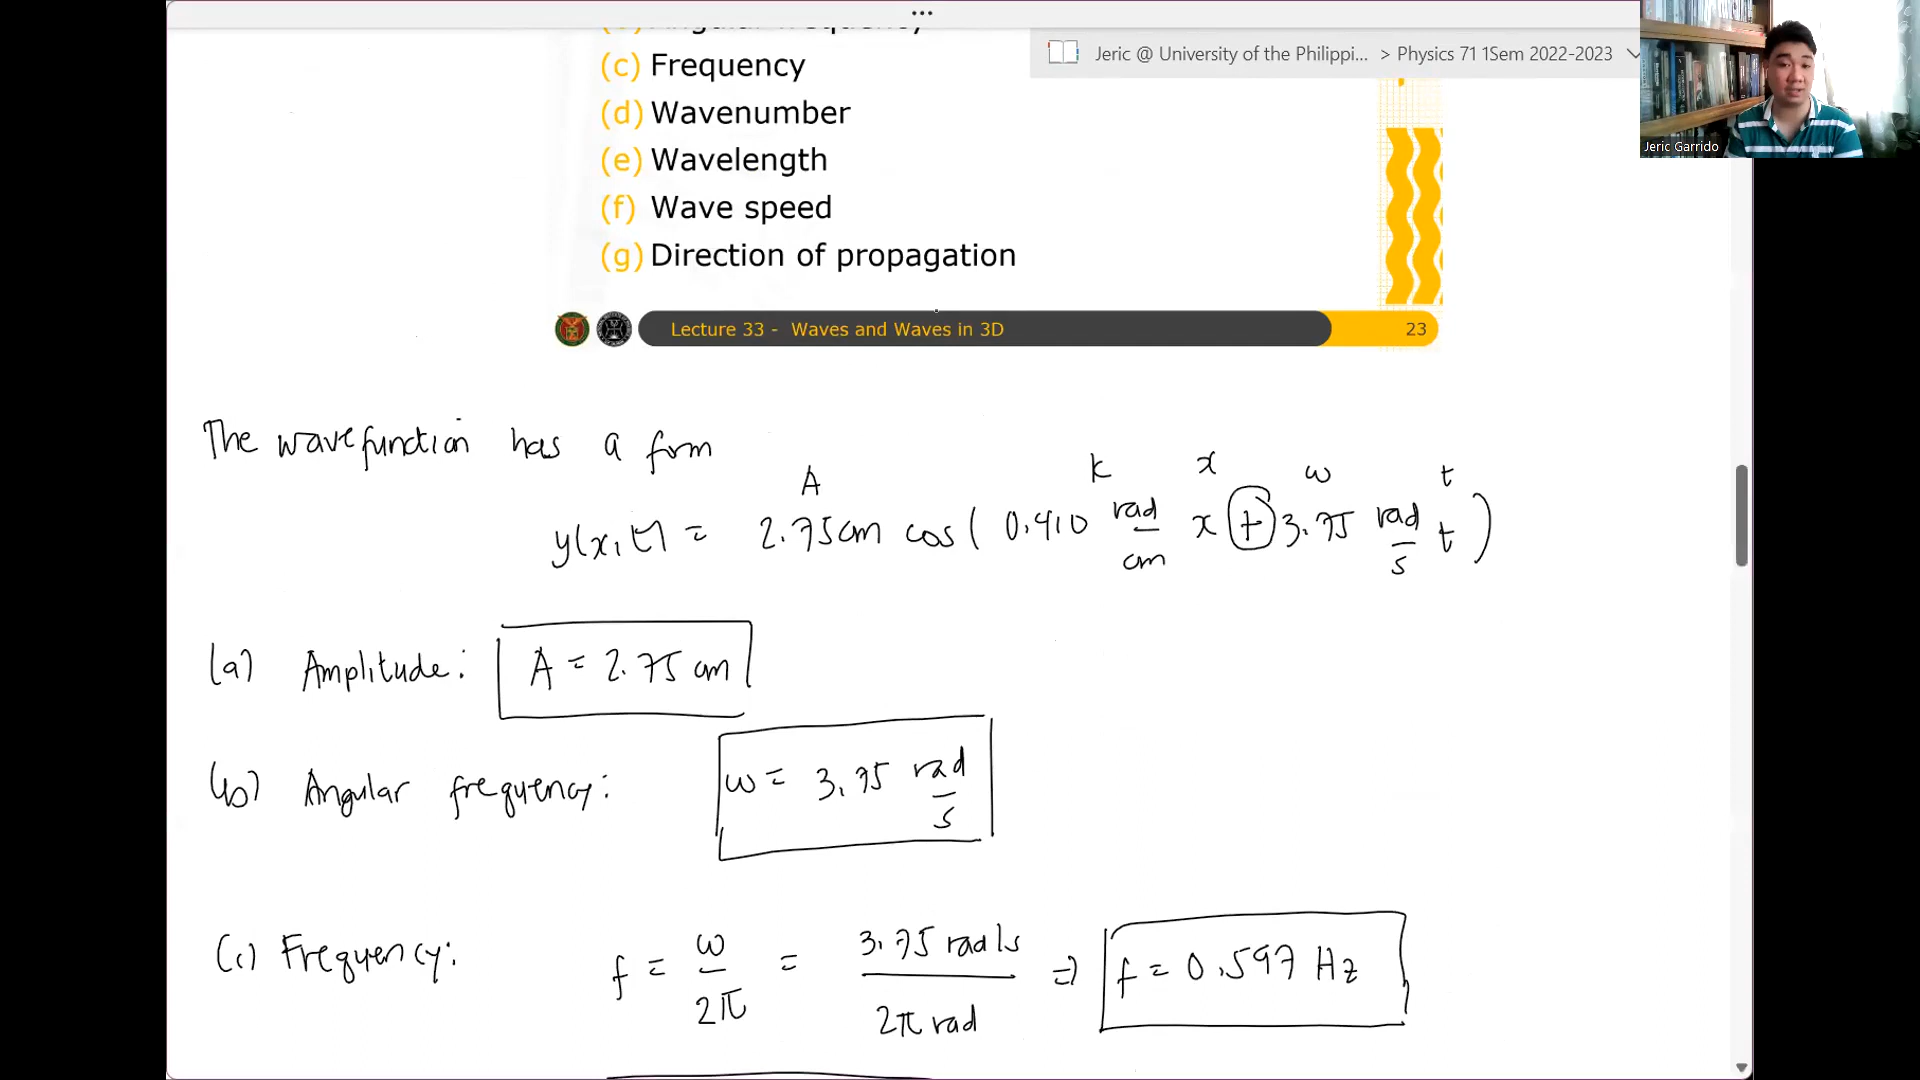 ...
Jeric @ University of the Philippi... > Physics 71 1Sem 2022-2023
(c) Frequency
(d) Wavenumber
(e) Wavelength
(f) Wave speed
(g) Direction of propagation
Jeric Garrido
Lecture 33 - Waves and Waves in 3D 23
The wavefunction has a form
A k x ω t
y(x,t) = 2.75cm cos( 0.410 rad/cm x + 3.75 rad/s t )
(a) Amplitude: A = 2.75 cm
(b) Angular frequency: ω = 3.75 rad/s
(c) Frequency: f = ω/2π = 3.75 rad/s / 2π rad ⇒ f = 0.597 Hz